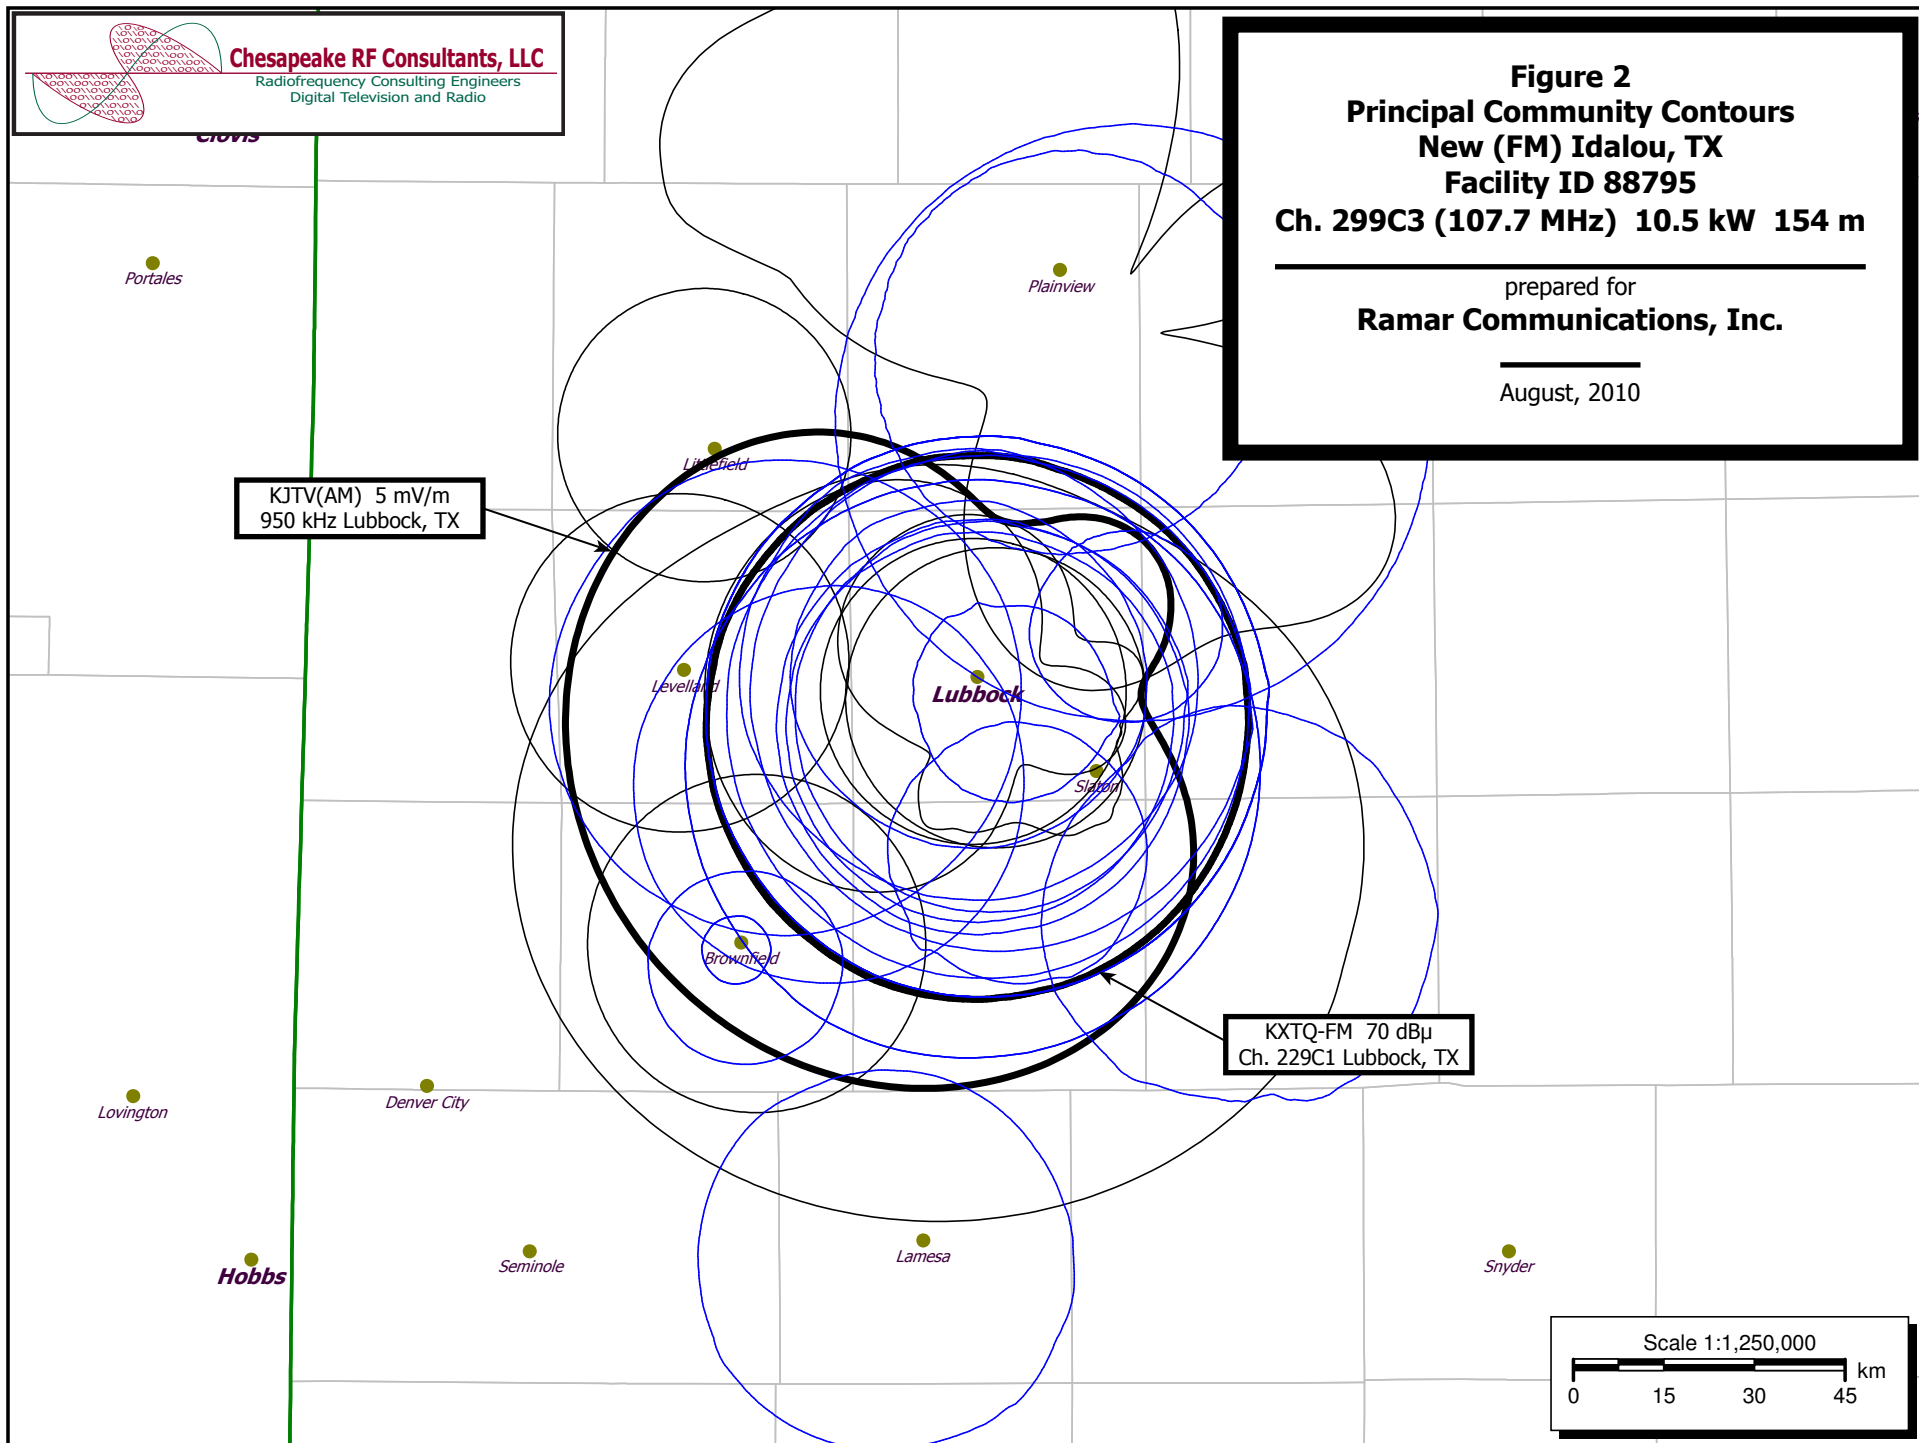 Chesapeake RF Consultants, LLC
Radiofrequency Consulting Engineers
Digital Television and Radio
Clovis
Figure 2
Principal Community Contours
New (FM) Idalou, TX
Facility ID 88795
Ch. 299C3 (107.7 MHz) 10.5 kW 154 m
prepared for
Ramar Communications, Inc.
August, 2010
Portales
Plainview
Littlefield
KJTV(AM) 5 mV/m
950 kHz Lubbock, TX
Levelland
Lubbock
Slaton
Brownfield
KXTQ-FM 70 dBµ
Ch. 229C1 Lubbock, TX
Lovington
Denver City
Hobbs
Seminole
Lamesa
Snyder
Scale 1:1,250,000
km
0 15 30 45